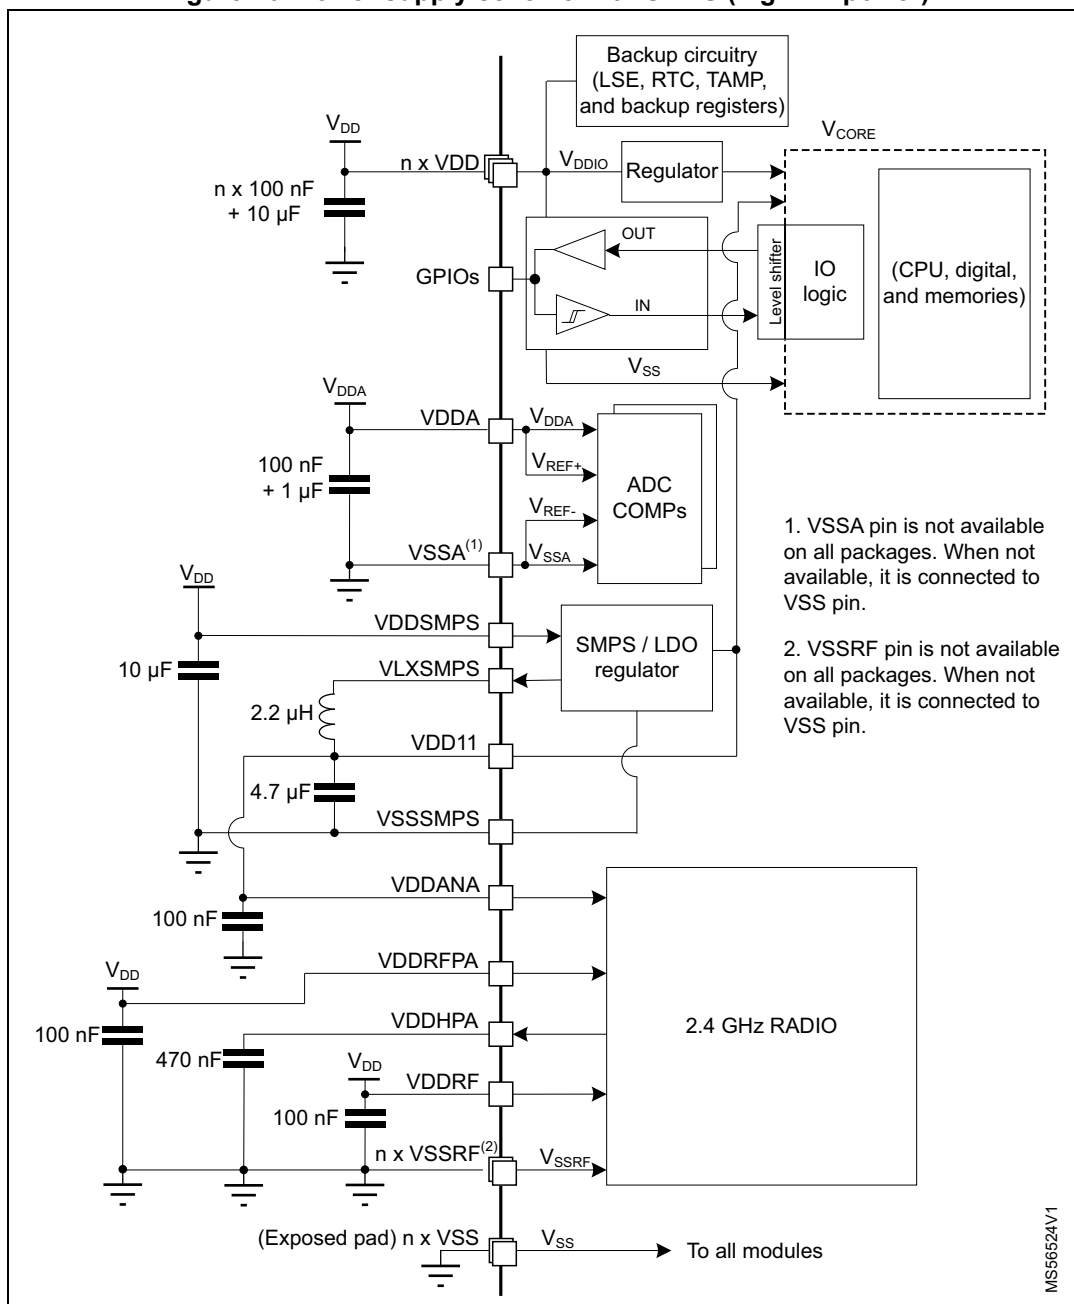 Backup circuitry
(LSE, RTC, TAMP,
and backup registers)
VDD
VCORE
n x VDD
VDDIO
Regulator
n x 100 nF
+ 10 µF
OUT
GPIOs
IN
Level shifter
IO
logic
(CPU, digital,
and memories)
VSS
VDDA
VDDA
VDDA
VREF+
100 nF
+ 1 µF
ADC
COMPs
VREF-
VSSA(1)
VSSA
1. VSSA pin is not available
on all packages. When not
available, it is connected to
VSS pin.
2. VSSRF pin is not available
on all packages. When not
available, it is connected to
VSS pin.
VDD
VDDSMPS
SMPS / LDO
regulator
10 µF
VLXSMPS
2.2 µH
VDD11
4.7 µF
VSSSMPS
VDDANA
100 nF
VDDRFPA
VDD
100 nF
VDDHPA
2.4 GHz RADIO
470 nF
VDD
VDDRF
100 nF
n x VSSRF(2)
VSSRF
(Exposed pad) n x VSS
VSS
To all modules
MS56524V1